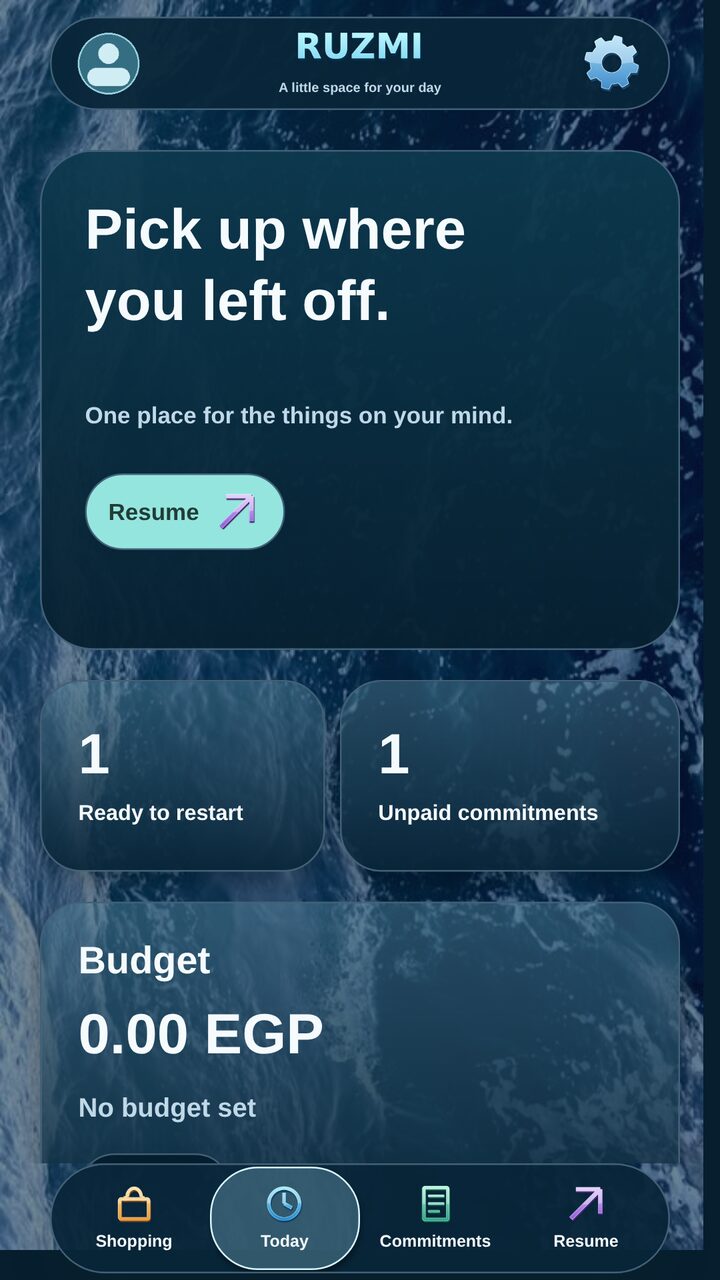 RUZMI
A little space for your day
Pick up where
you left off.
One place for the things on your mind.
Resume
1
Ready to restart
1
Unpaid commitments
Budget
0.00 EGP
No budget set
Shopping
Today
Commitments
Resume